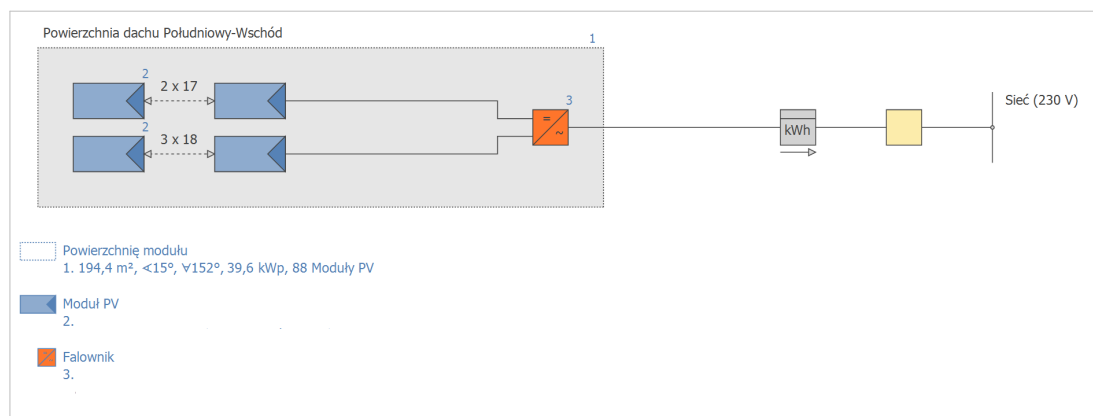 Powierzchnia dachu Południowy-Wschód
1
2
2 x 17
2
3 x 18
3
=
~
kWh
Sieć (230 V)
Powierzchnię modułu
1. 194,4 m², ∢15°, ∀152°, 39,6 kWp, 88 Moduły PV
Moduł PV
2.
Falownik
3.